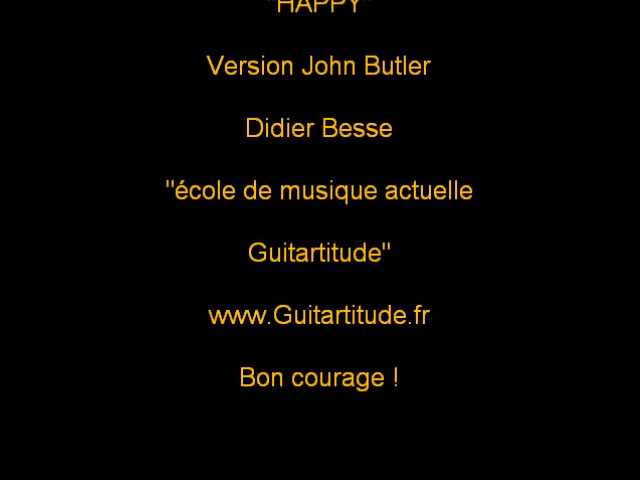 "HAPPY"
Version John Butler
Didier Besse
"école de musique actuelle
Guitartitude"
www.Guitartitude.fr
Bon courage !